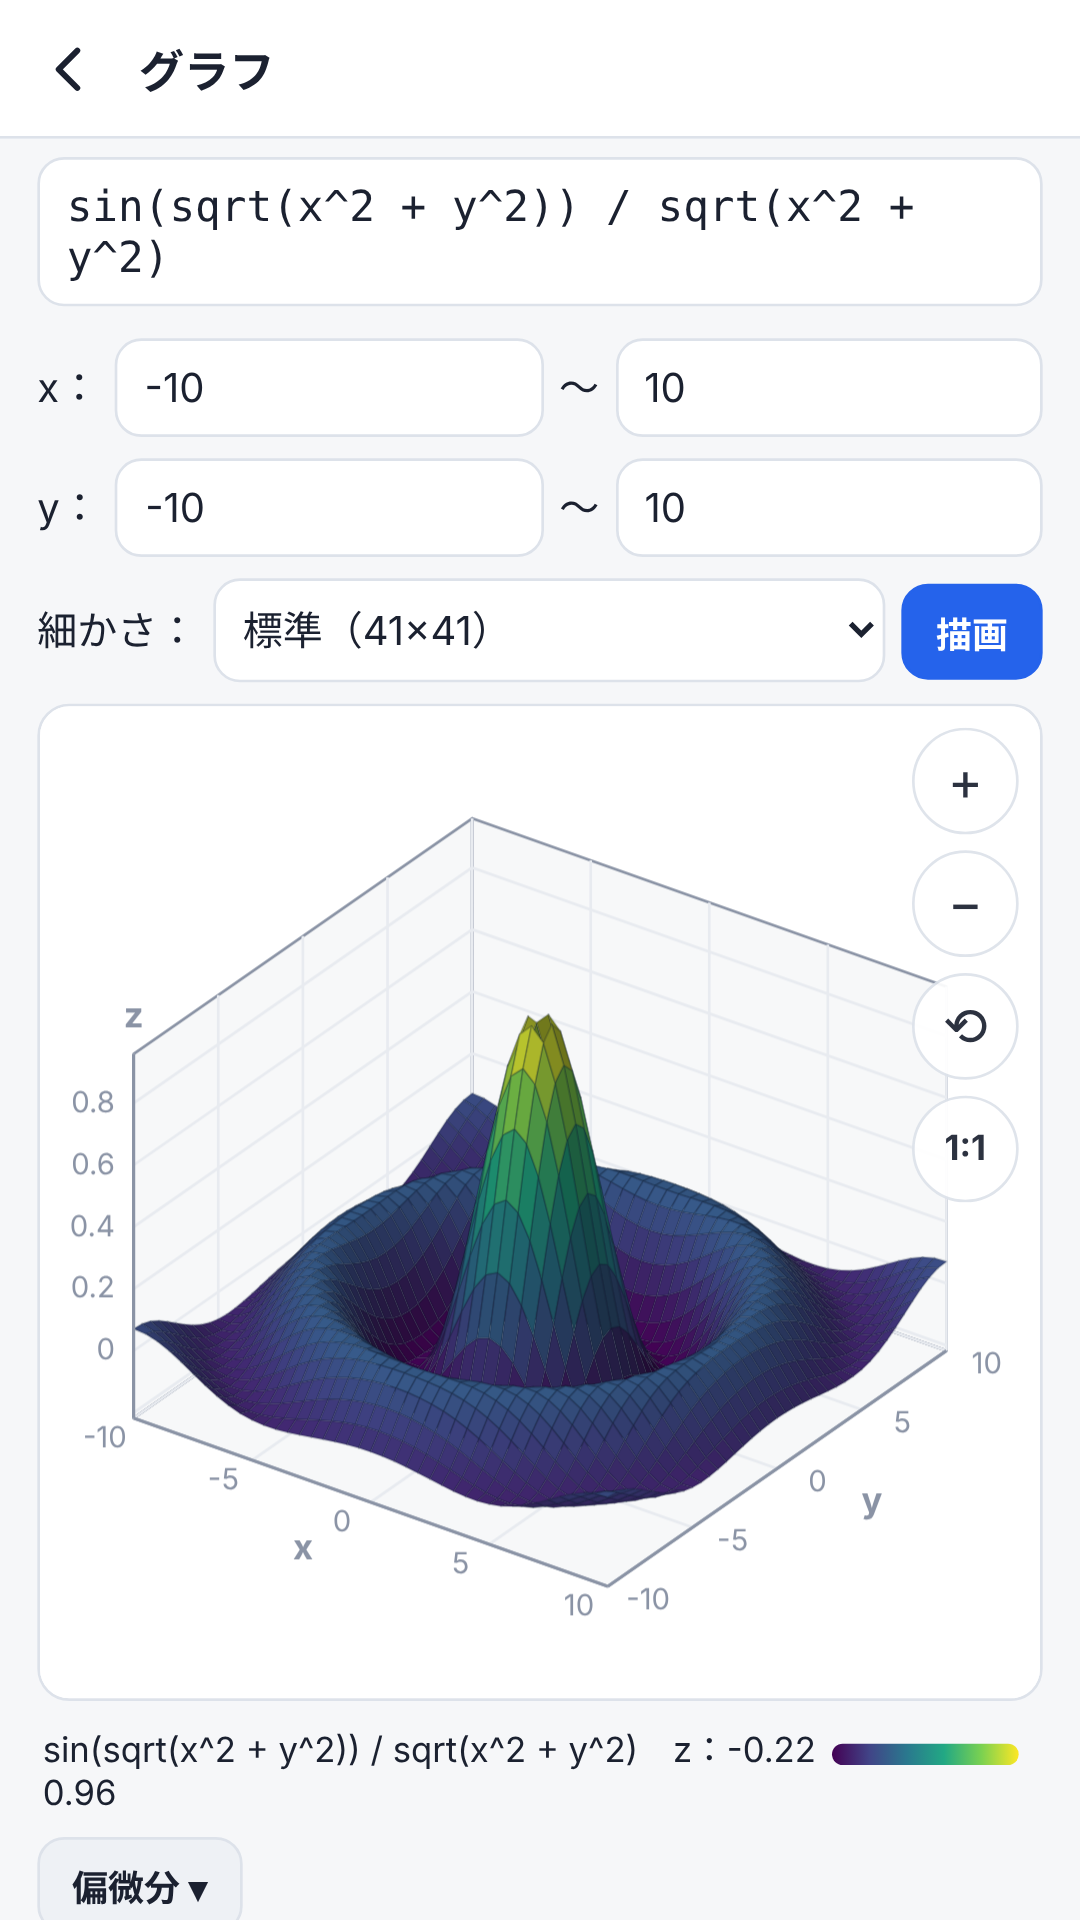 グラフ
sin(sqrt(x^2 + y^2)) / sqrt(x^2 +
y^2)
x： -10 〜 10
y： -10 〜 10
細かさ： 標準（41×41） 描画
+
−
⟲
1:1
z
0.8
0.6
0.4
0.2
0
-10
-5
0
5
10
x
-10
-5
0
5
10
y
sin(sqrt(x^2 + y^2)) / sqrt(x^2 + y^2) z：-0.22
0.96
偏微分 ▾